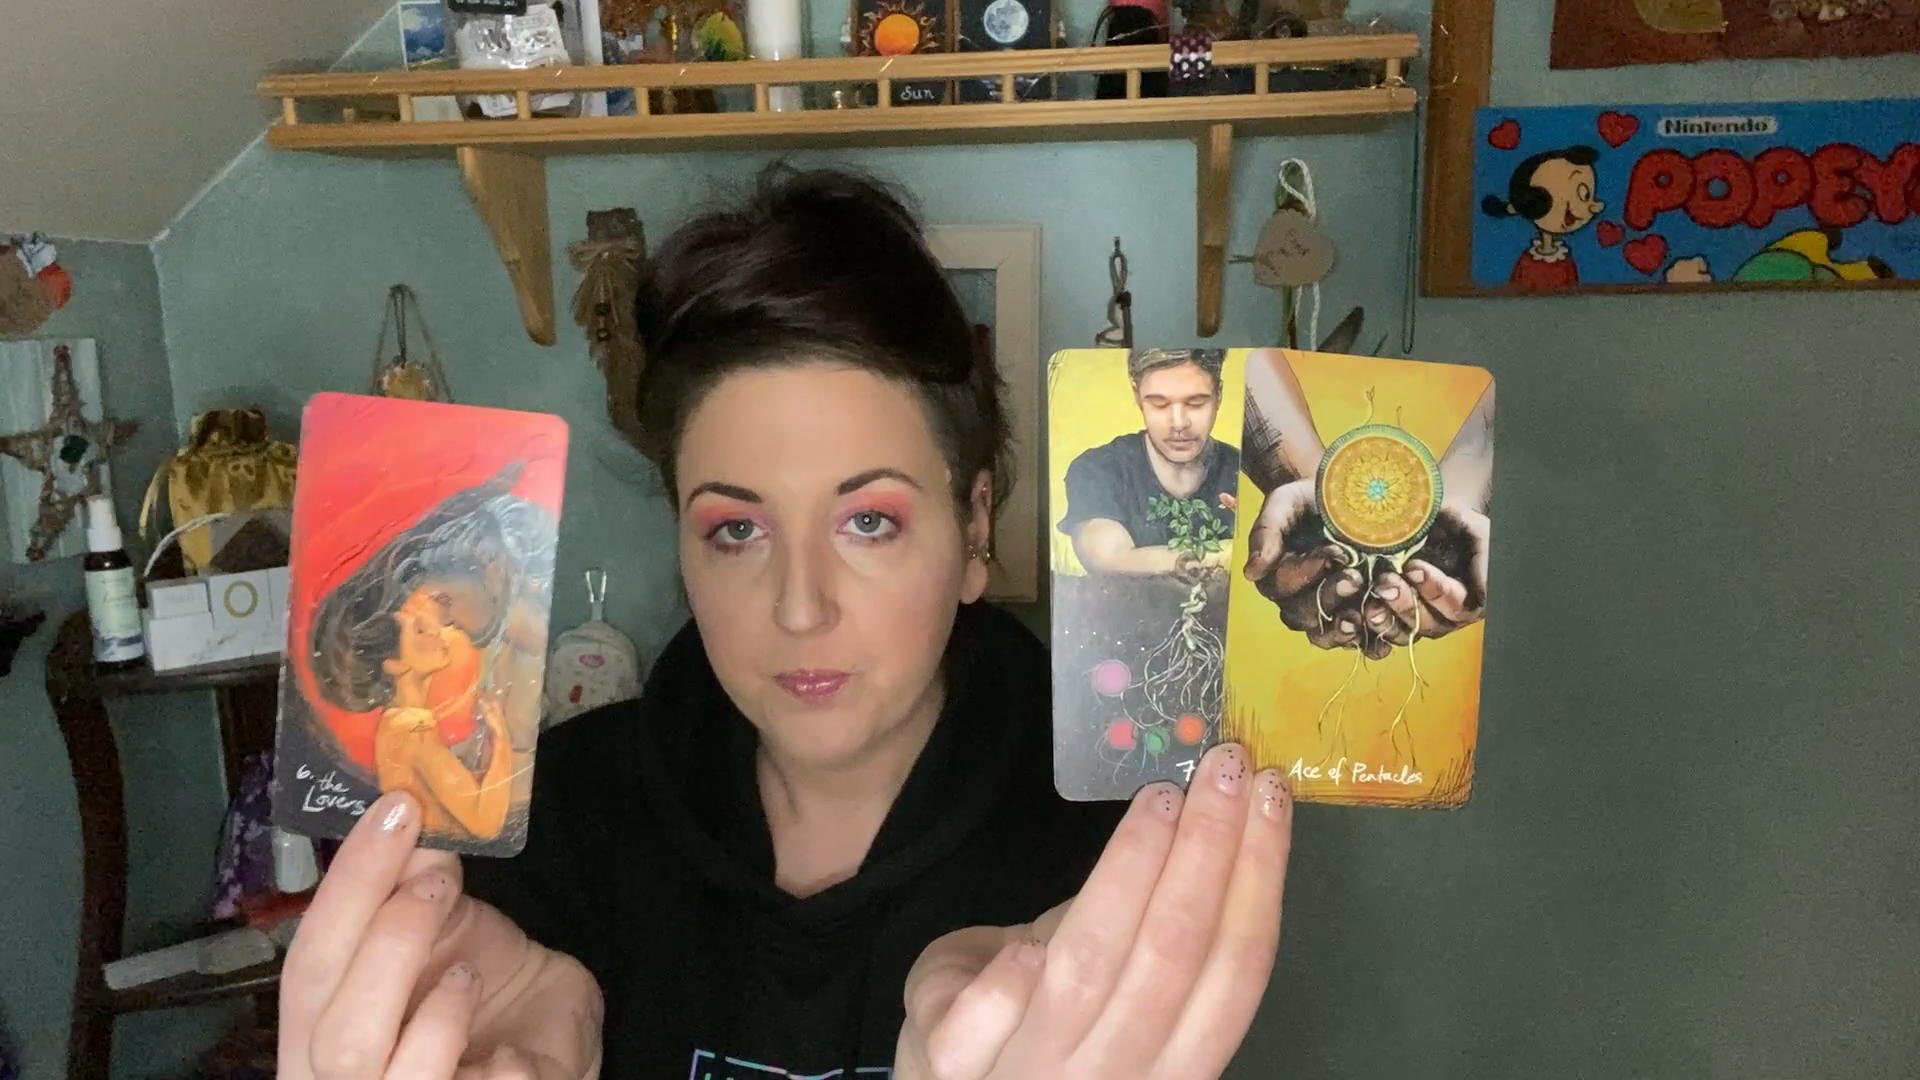 Sun
Nintendo
POPEY
6.
the
Lovers
7
Ace of Pentacles